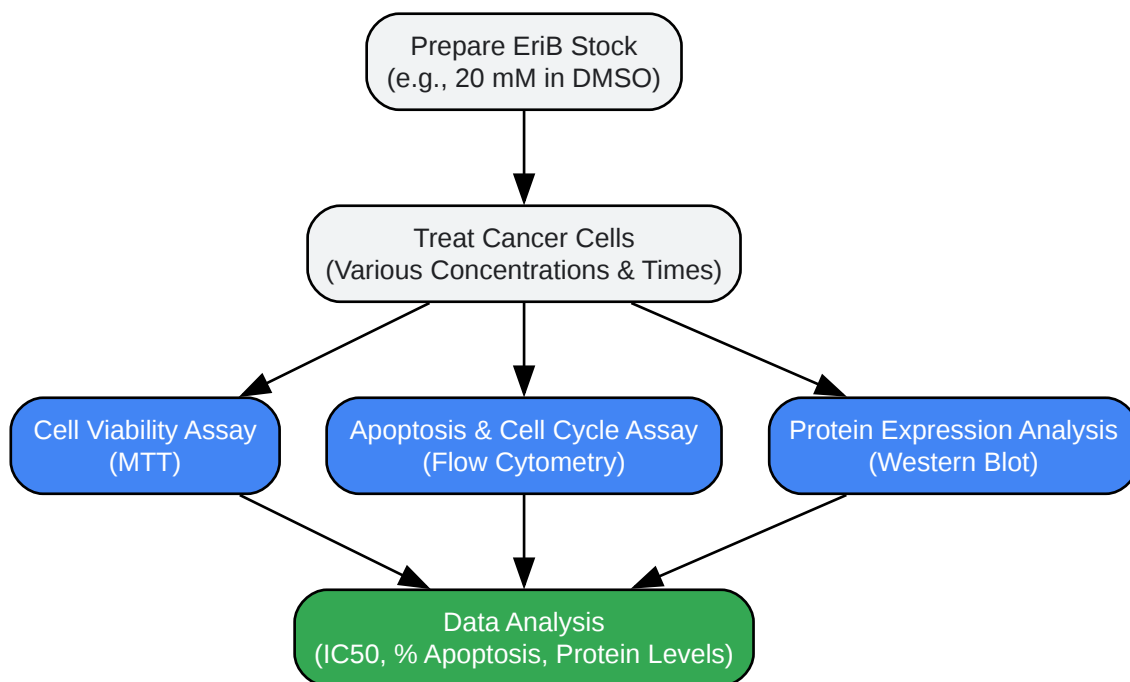 Prepare EriB Stock
(e.g., 20 mM in DMSO)
Treat Cancer Cells
(Various Concentrations & Times)
Cell Viability Assay
(MTT)
Apoptosis & Cell Cycle Assay
(Flow Cytometry)
Protein Expression Analysis
(Western Blot)
Data Analysis
(IC50, % Apoptosis, Protein Levels)